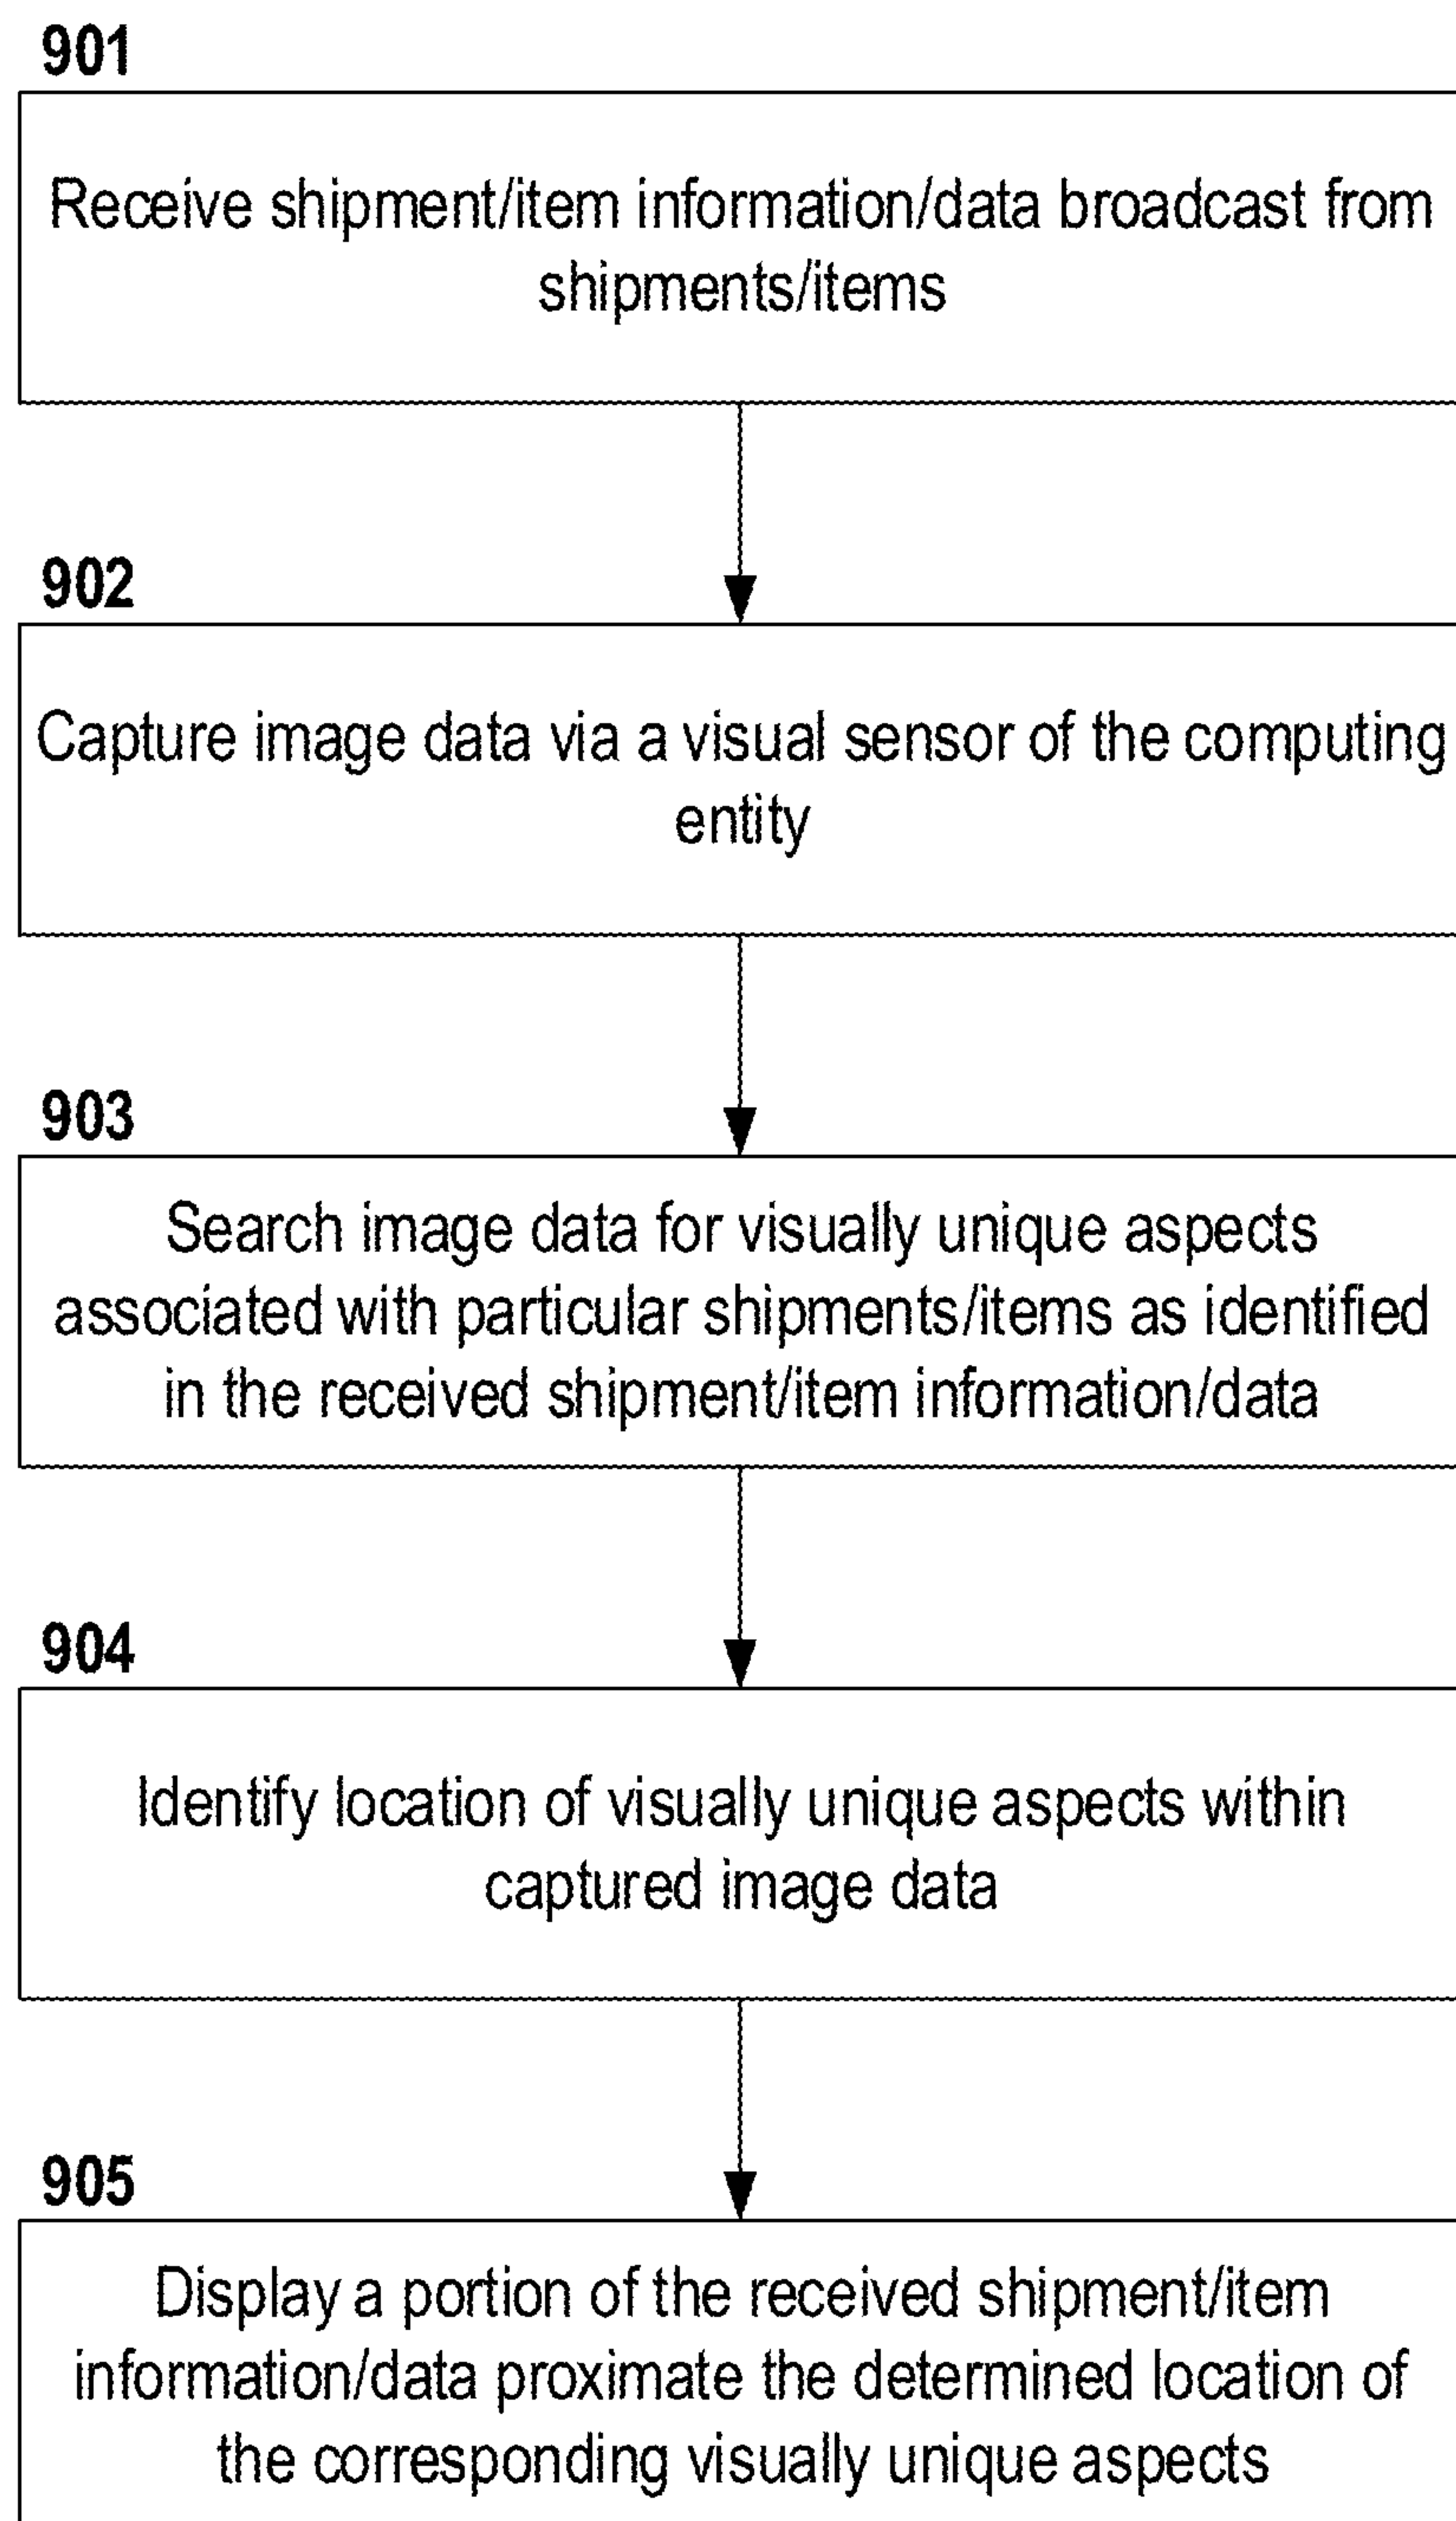 901
Receive shipment/item information/data broadcast from
shipments/items
902
Capture image data via a visual sensor of the computing
entity
903
Search image data for visually unique aspects
associated with particular shipments/items as identified
in the received shipment/item information/data
904
Identify location of visually unique aspects within
captured image data
905
Display a portion of the received shipment/item
information/data proximate the determined location of
the corresponding visually unique aspects